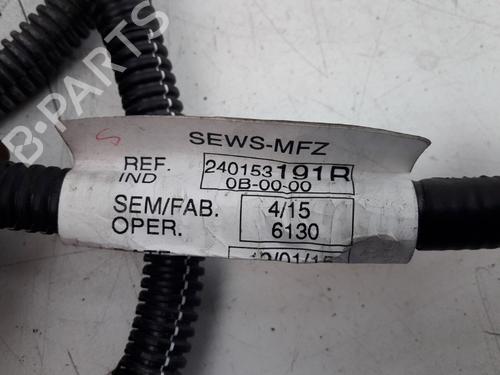 B-PARTS
SEWS-MFZ
REF. 240153191R
IND 0B-00-00
SEM/FAB. 4/15
OPER. 6130